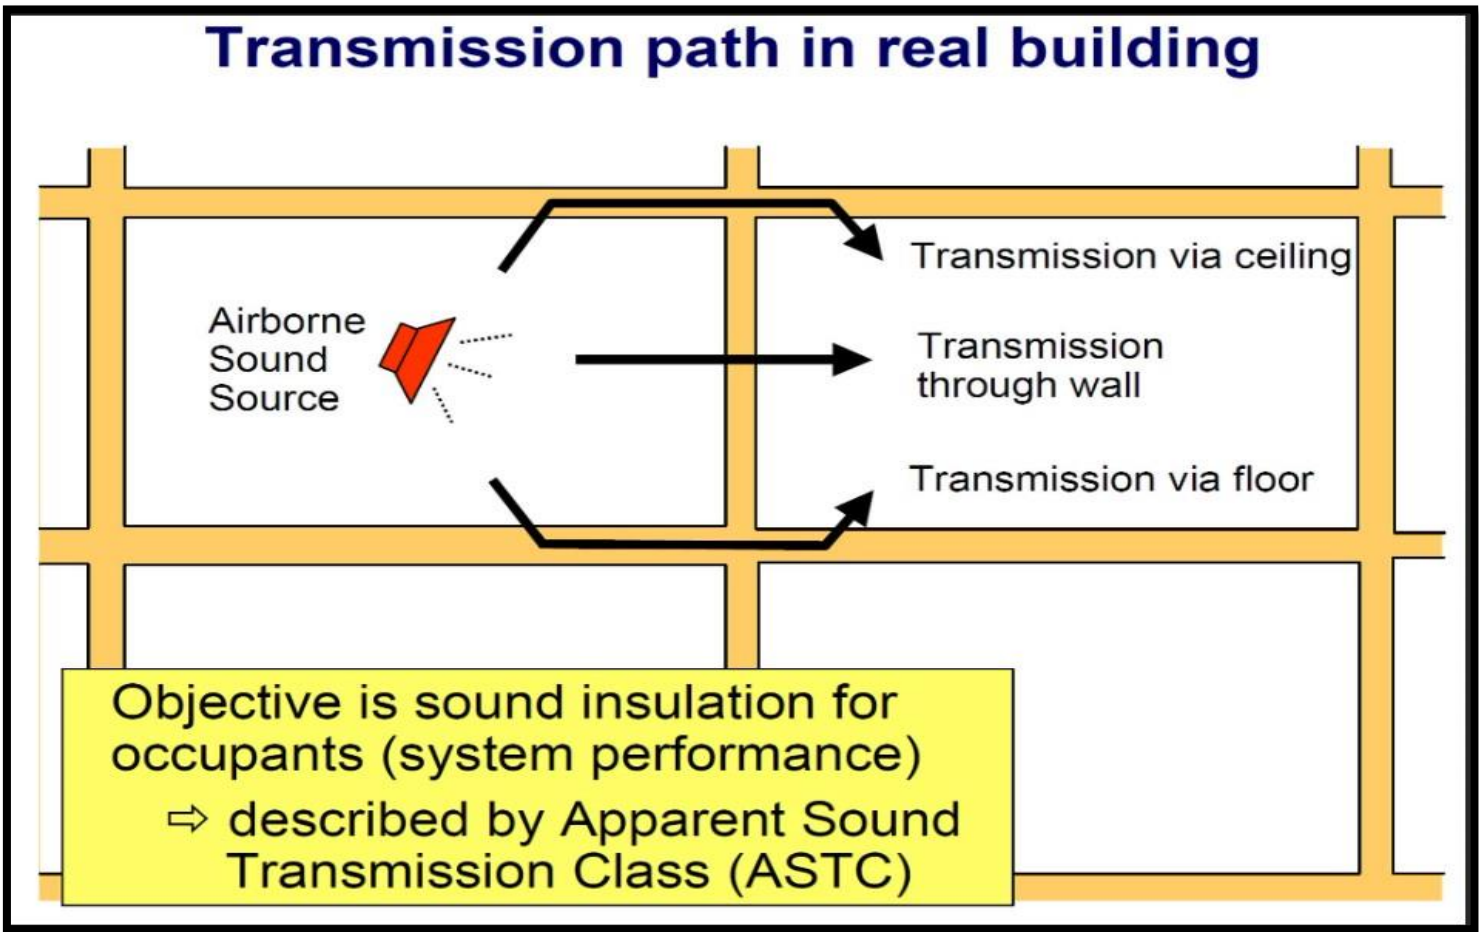 Transmission path in real building
Airborne
Sound
Source
Transmission via ceiling
Transmission
through wall
Transmission via floor
Objective is sound insulation for
occupants (system performance)
⇨ described by Apparent Sound
Transmission Class (ASTC)